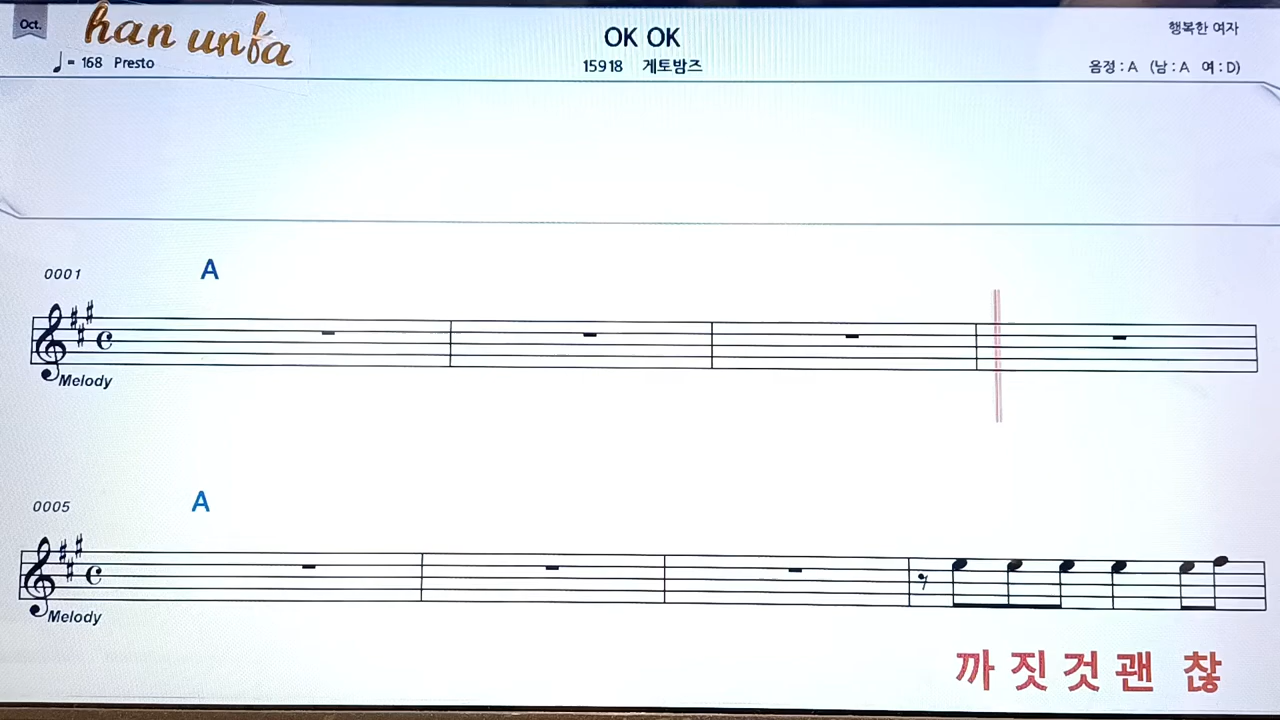 Oct.
han unfa
OK OK
행복한 여자
♩= 168 Presto
15918 게토밤즈
음정 : A (남 : A 여 : D)
0001
A
Melody
0005
A
Melody
까 짓 것 괜 찮